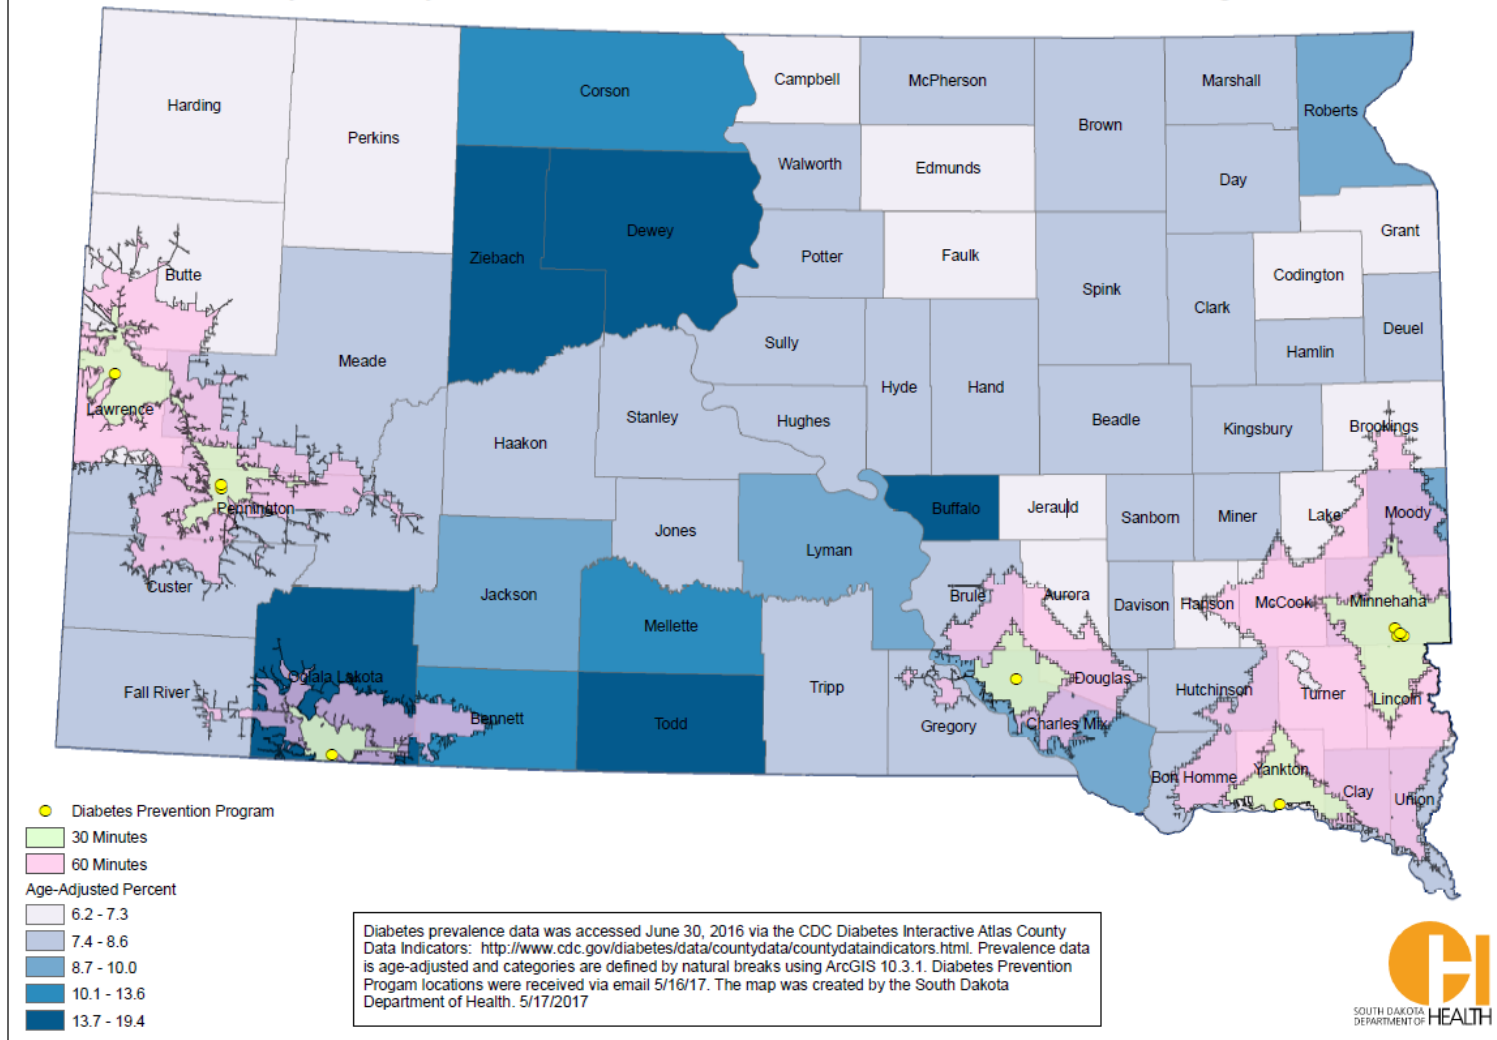 Campbell
McPherson
Marshall
Corson
Harding
Roberts
Perkins
Brown
Walworth
Edmunds
Day
Dewey
Grant
Ziebach
Potter
Faulk
Butte
Codington
Spink
Clark
Deuel
Sully
Hamlin
Meade
Hyde
Hand
Lawrence
Stanley
Hughes
Beadle
Kingsbury
Brookings
Haakon
Pennington
Buffalo
Jerauld
Sanborn
Miner
Lake
Moody
Jones
Lyman
Custer
Jackson
Brule
Aurora
Davison
Hanson
McCook
Minnehaha
Mellette
Oglala Lakota
Fall River
Tripp
Douglas
Hutchinson
Turner
Lincoln
Bennett
Todd
Gregory
Charles Mix
Bon Homme
Yankton
Clay
Union
Diabetes Prevention Program
30 Minutes
60 Minutes
Age-Adjusted Percent
6.2 - 7.3
7.4 - 8.6
8.7 - 10.0
10.1 - 13.6
13.7 - 19.4
Diabetes prevalence data was accessed June 30, 2016 via the CDC Diabetes Interactive Atlas County
Data Indicators: http://www.cdc.gov/diabetes/data/countydata/countydataindicators.html. Prevalence data
is age-adjusted and categories are defined by natural breaks using ArcGIS 10.3.1. Diabetes Prevention
Progam locations were received via email 5/16/17. The map was created by the South Dakota
Department of Health. 5/17/2017
SOUTH DAKOTA
DEPARTMENT OF HEALTH